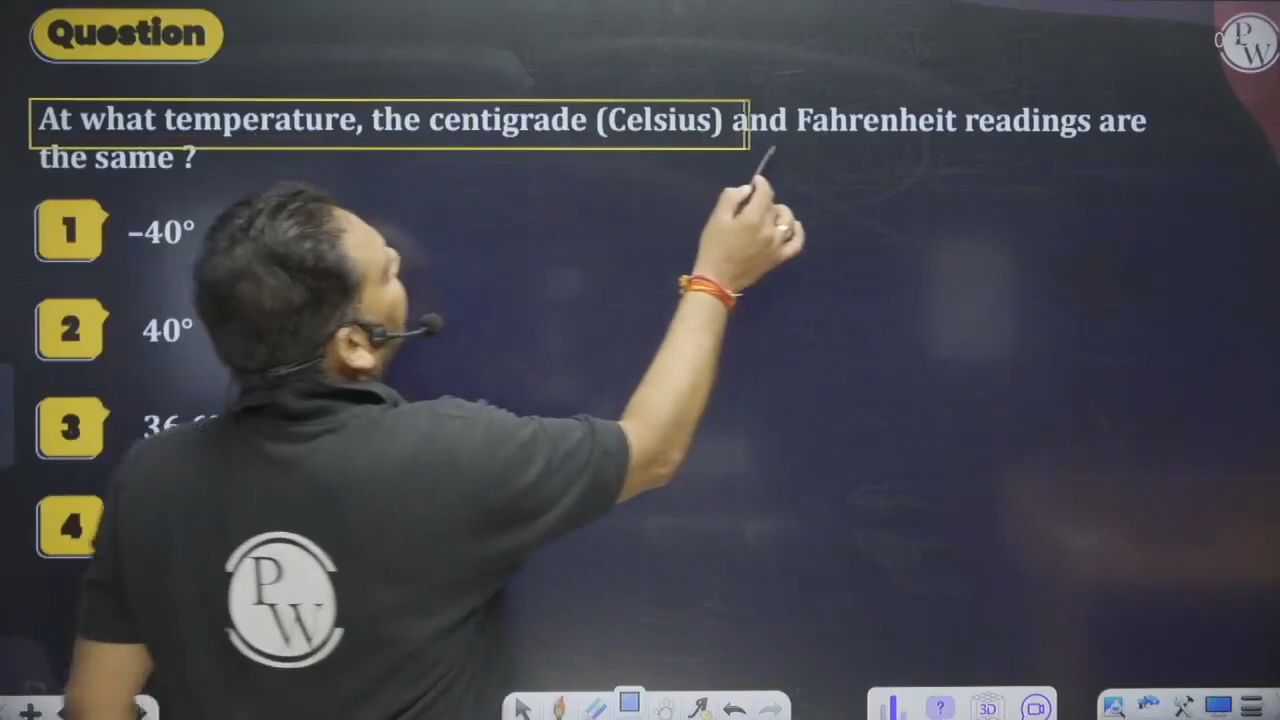 Question
P
W
At what temperature, the centigrade (Celsius) and Fahrenheit readings are
the same ?
1 –40°
2 40°
3
4
P
W
3D